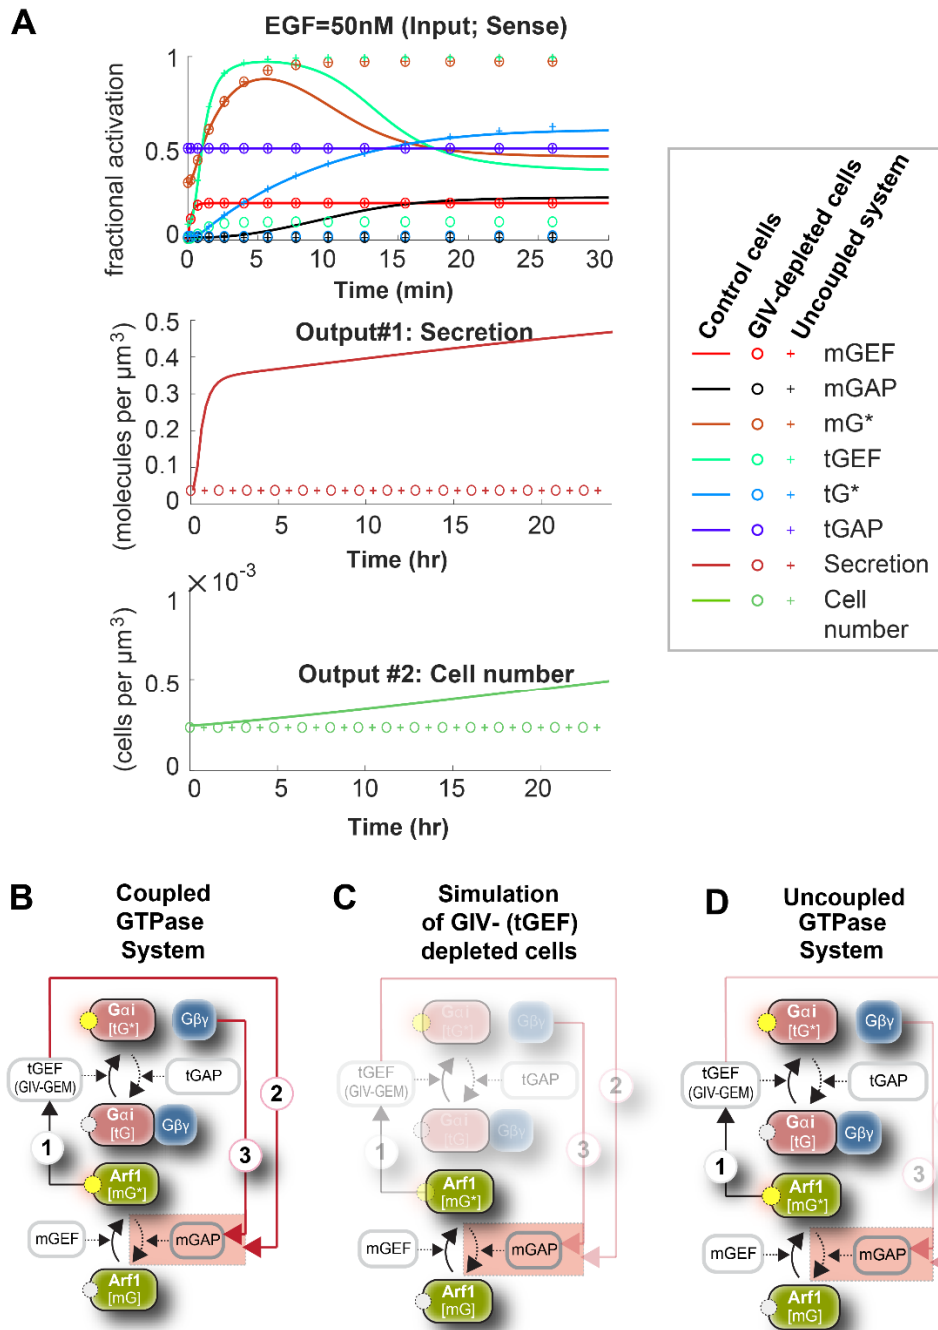 A
EGF=50nM (Input; Sense)
fractional activation
1
0.5
0
0 5 10 15 20 25 30
Time (min)
Output#1: Secretion
(molecules per μm³)
0.5
0.4
0.3
0.2
0.1
0
0 5 10 15 20
Time (hr)
× 10⁻³
Output #2: Cell number
(cells per μm³)
1
0.5
0
0 5 10 15 20
Time (hr)
Control cells
GIV-depleted cells
Uncoupled system
mGEF
mGAP
mG*
tGEF
tG*
tGAP
Secretion
Cell
number
B
Coupled
GTPase
System
Gαi
[tG*]
Gβγ
tGEF
(GIV-GEM)
tGAP
2
Gαi
[tG]
Gβγ
1
3
Arf1
[mG*]
mGEF
mGAP
Arf1
[mG]
C
Simulation
of GIV- (tGEF)
depleted cells
Gαi
[tG*]
Gβγ
tGEF
(GIV-GEM)
tGAP
2
Gαi
[tG]
Gβγ
1
3
Arf1
[mG*]
mGEF
mGAP
Arf1
[mG]
D
Uncoupled
GTPase
System
Gαi
[tG*]
Gβγ
tGEF
(GIV-GEM)
tGAP
Gαi
[tG]
Gβγ
1
3
Arf1
[mG*]
mGEF
mGAP
Arf1
[mG]